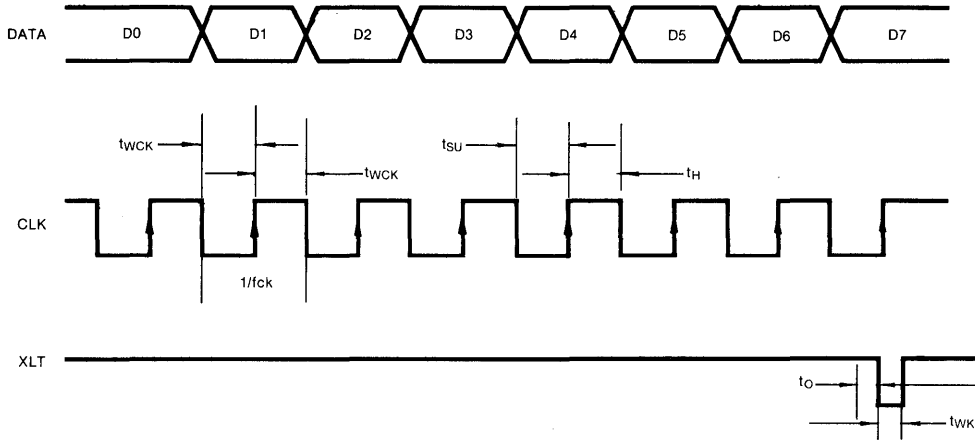 DATA D0 D1 D2 D3 D4 D5 D6 D7
tWCK tSU
tWCK tH
CLK
1/fck
XLT
tO
tWK